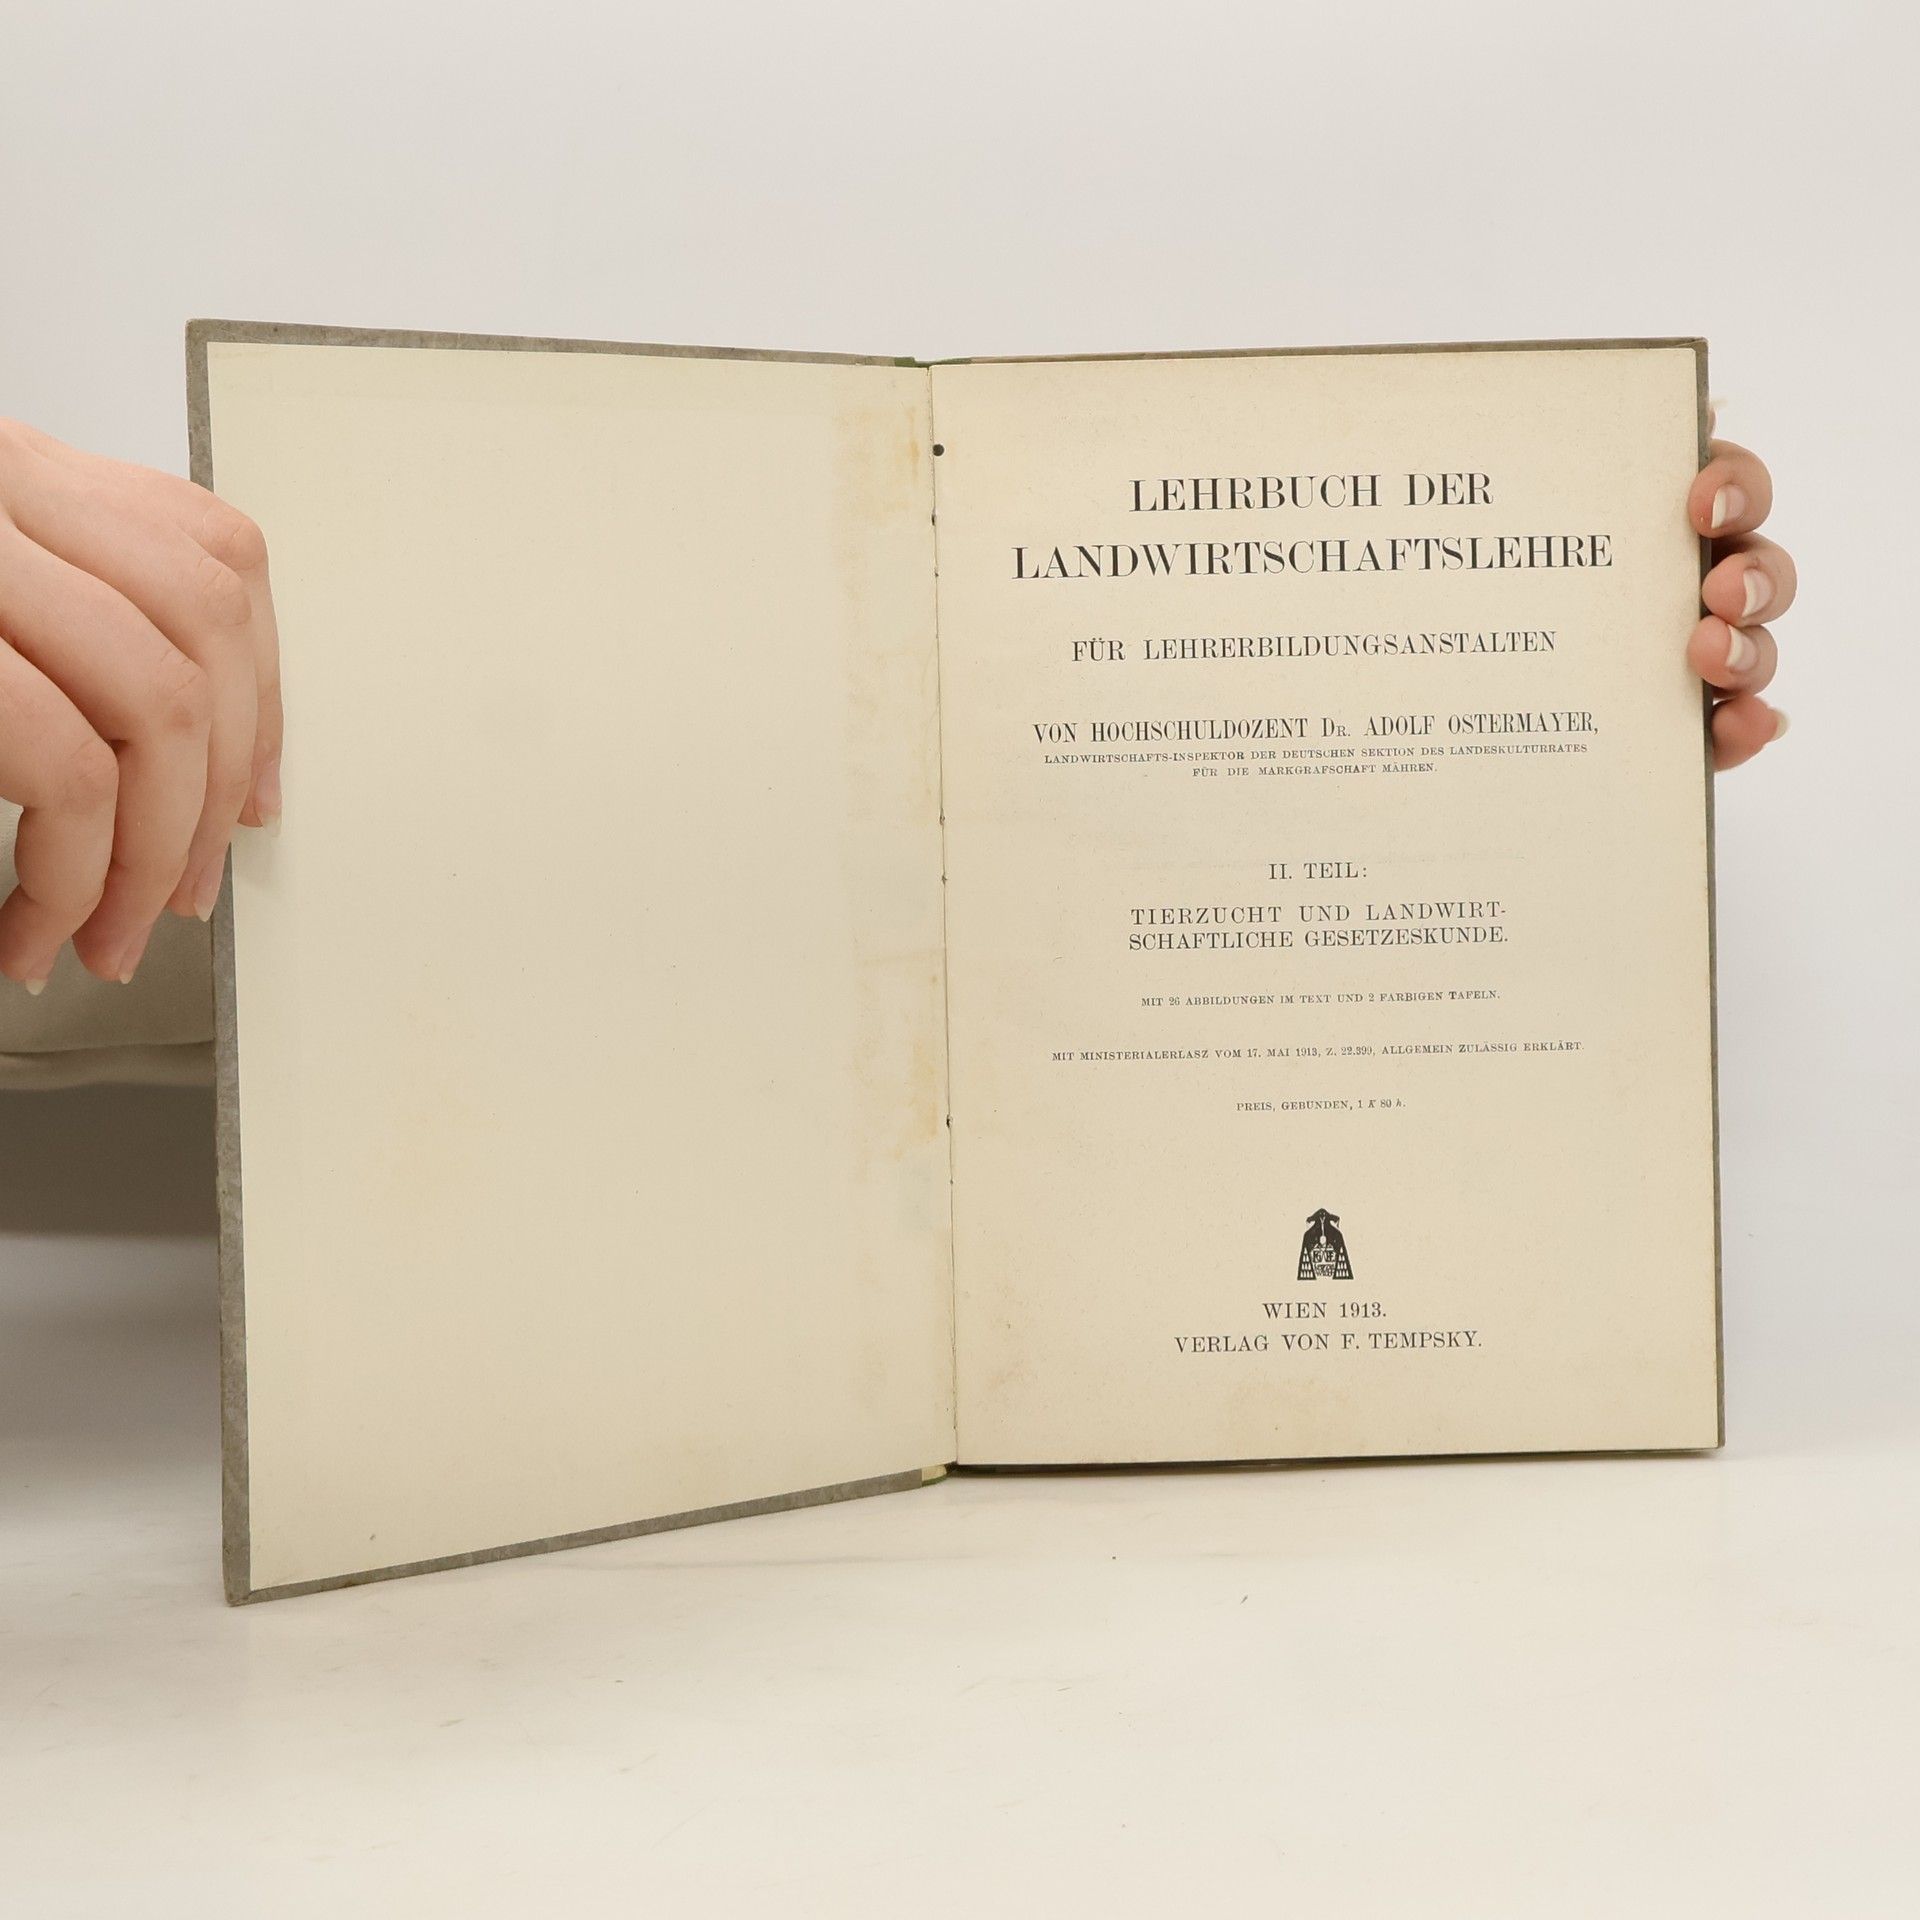 LEHRBUCH DER
LANDWIRTSCHAFTSLEHRE
FÜR LEHRERBILDUNGSANSTALTEN
VON HOCHSCHULDOZENT DR. ADOLF OSTERMAYER,
LANDWIRTSCHAFTS-INSPEKTOR DER DEUTSCHEN SEKTION DES LANDESKULTURRATES
FÜR DIE MARKGRAFSCHAFT MÄHREN.
II. TEIL:
TIERZUCHT UND LANDWIRT-
SCHAFTLICHE GESETZESKUNDE.
MIT 26 ABBILDUNGEN IM TEXT UND 2 FARBIGEN TAFELN.
MIT MINISTERIALERLASZ VOM 17. MAI 1913, Z. 22.399, ALLGEMEIN ZULÄSSIG ERKLÄRT.
PREIS, GEBUNDEN, 1 K 80 h.
WIEN 1913.
VERLAG VON F. TEMPSKY.